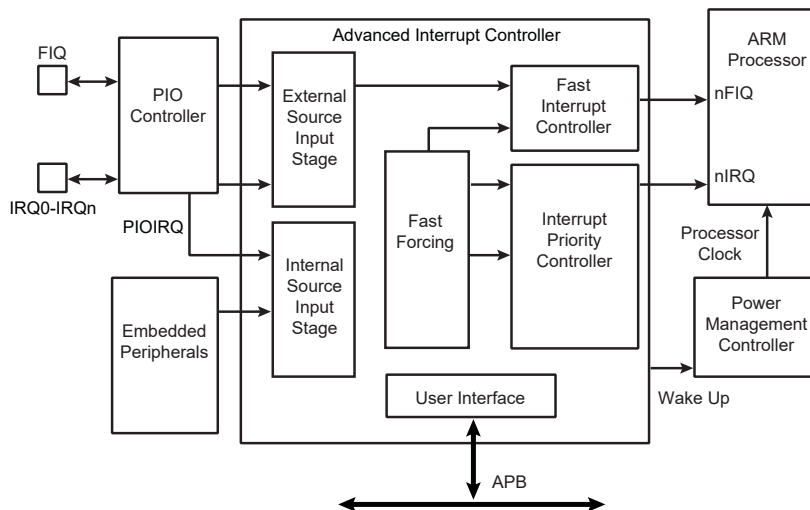 Advanced Interrupt Controller
FIQ
PIO
Controller
IRQ0-IRQn
PIOIRQ
Embedded
Peripherals
External
Source
Input
Stage
Internal
Source
Input
Stage
Fast
Forcing
Fast
Interrupt
Controller
Interrupt
Priority
Controller
User Interface
APB
ARM
Processor
nFIQ
nIRQ
Processor
Clock
Power
Management
Controller
Wake Up